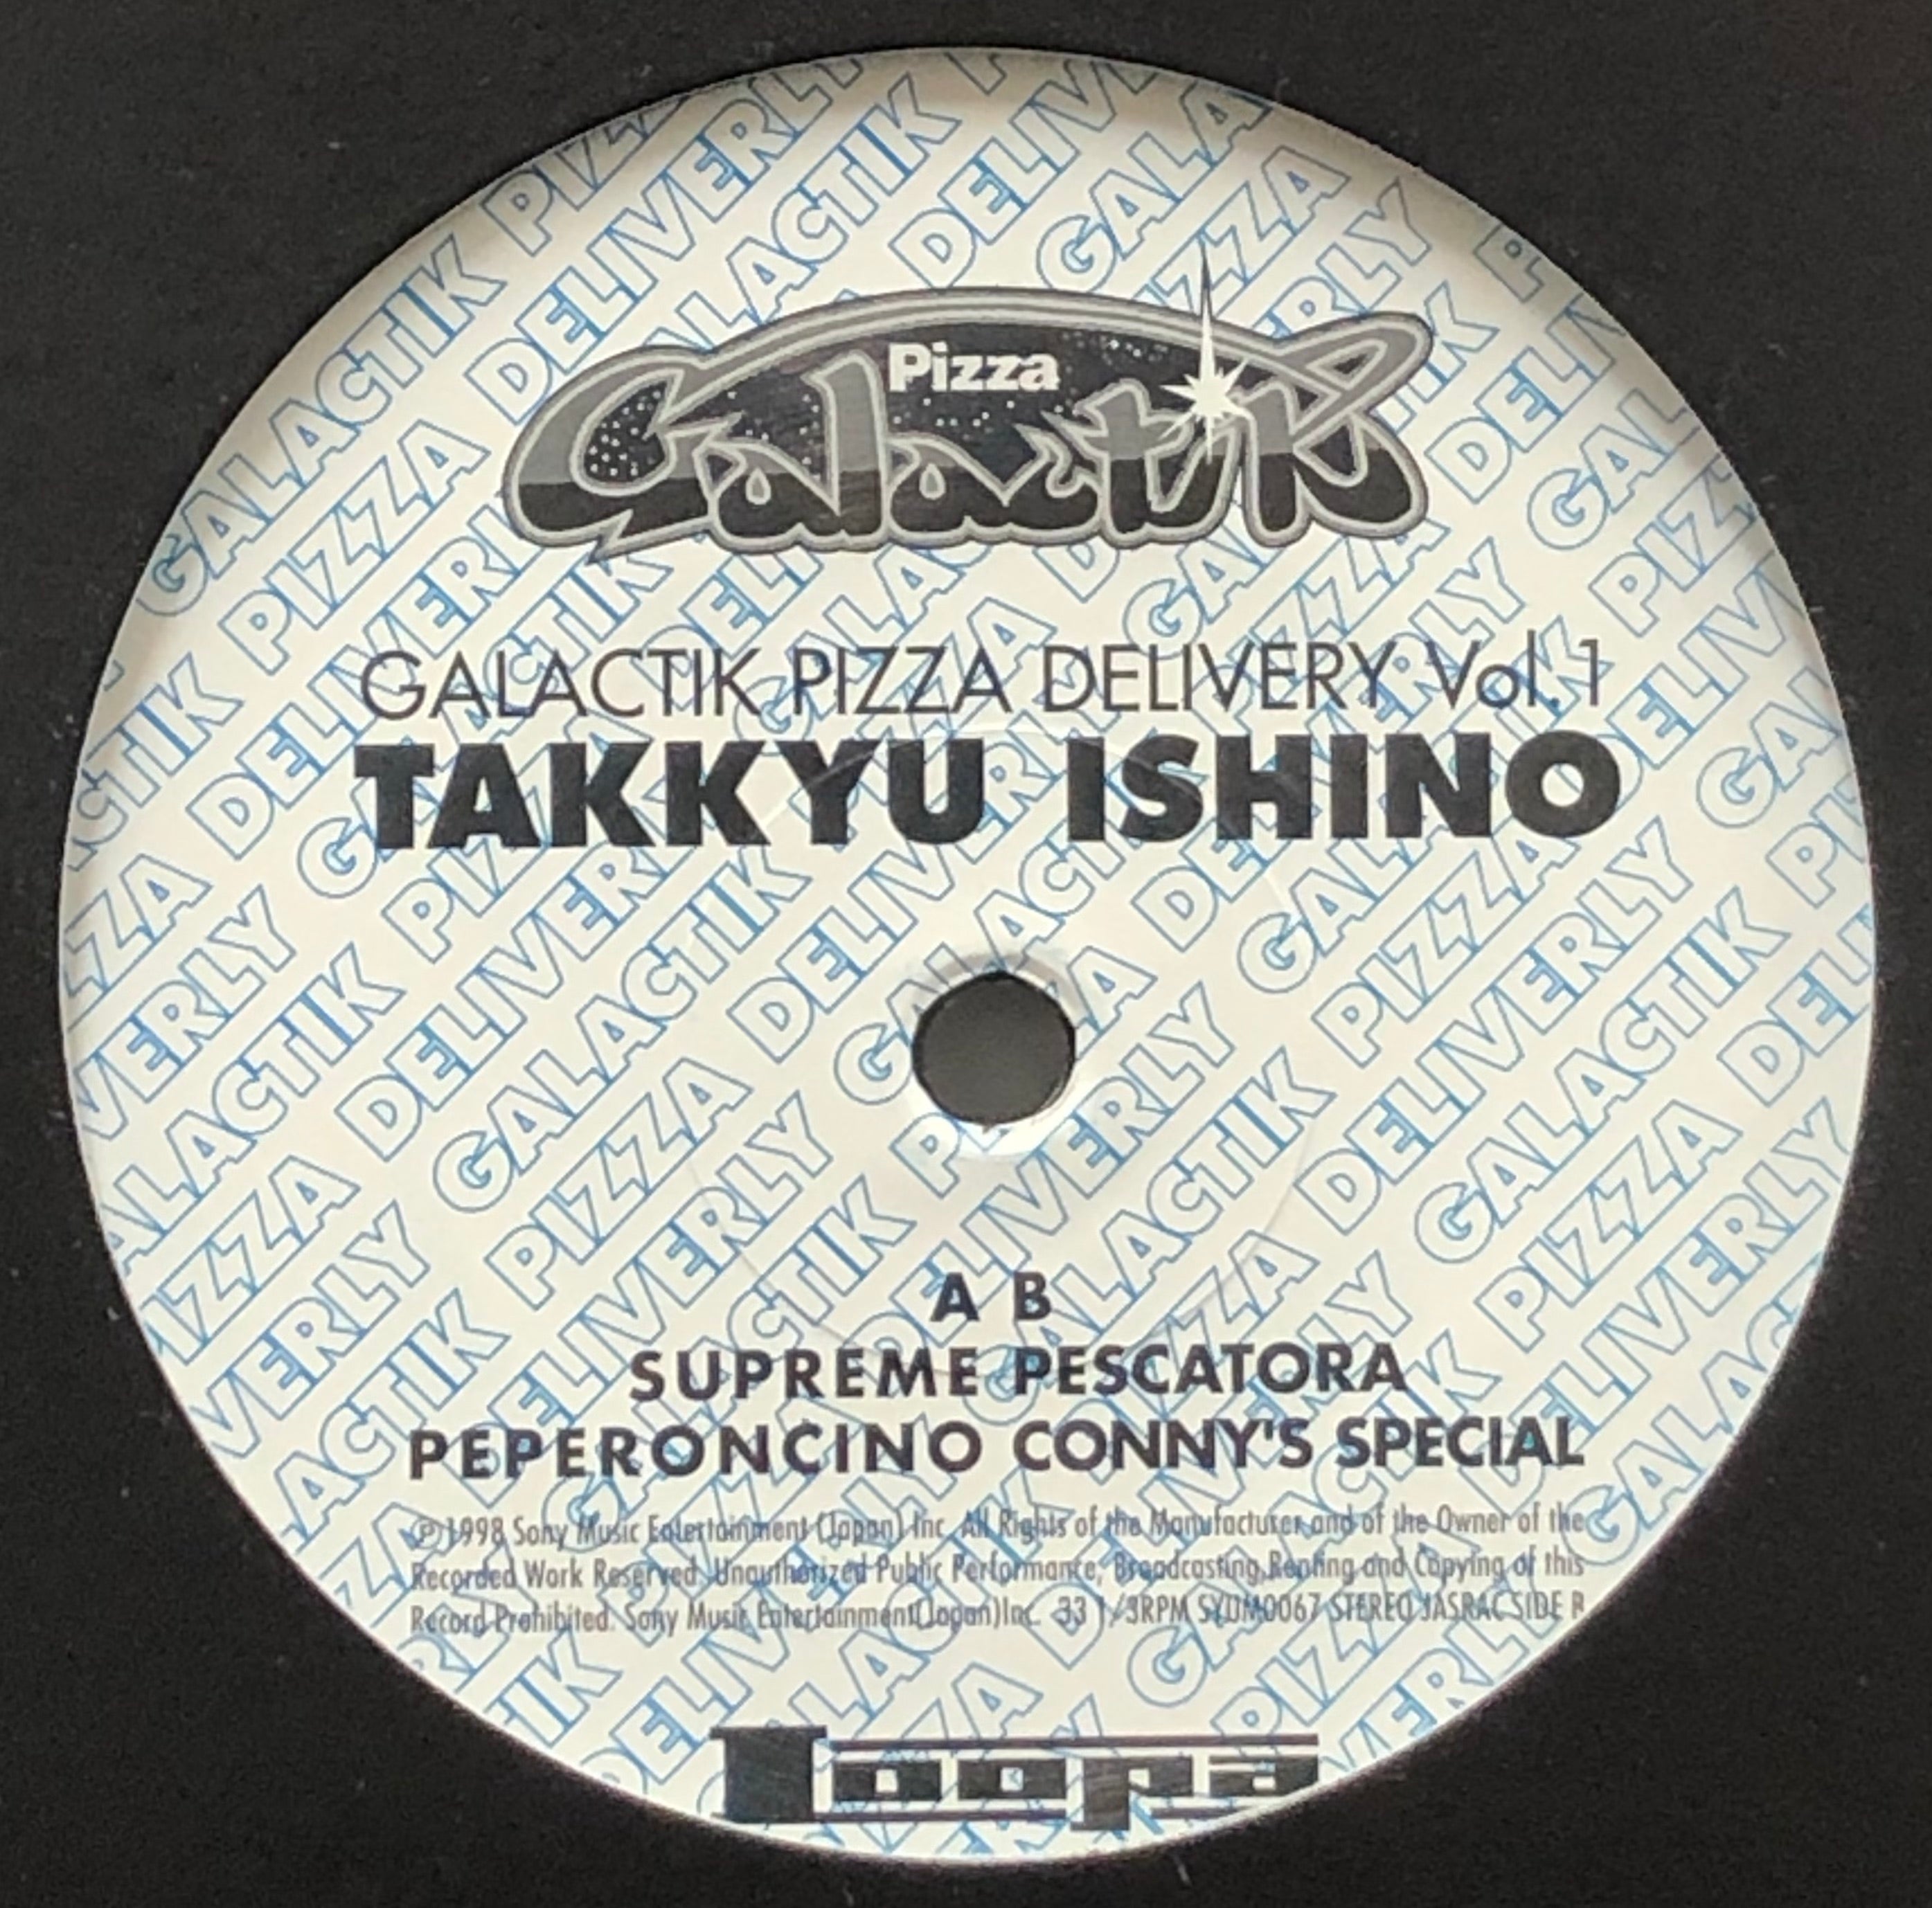 Pizza
GalactiK
GALACTIK PIZZA DELIVERY Vol.1
TAKKYU ISHINO
A B
SUPREME PESCATORA
PEPERONCINO CONNY'S SPECIAL
℗1998 Sony Music Entertainment (Japan) Inc. All Rights of the Manufacturer and of the Owner of the
Recorded Work Reserved. Unauthorized Public Performance, Broadcasting,Renting and Copying of this
Record Prohibited. Sony Music Entertainment(Japan)Inc. 33 1/3RPM SYUM0067 STEREO JASRAC SIDE
loopa
GALACTIK PIZZA DELIVERLY